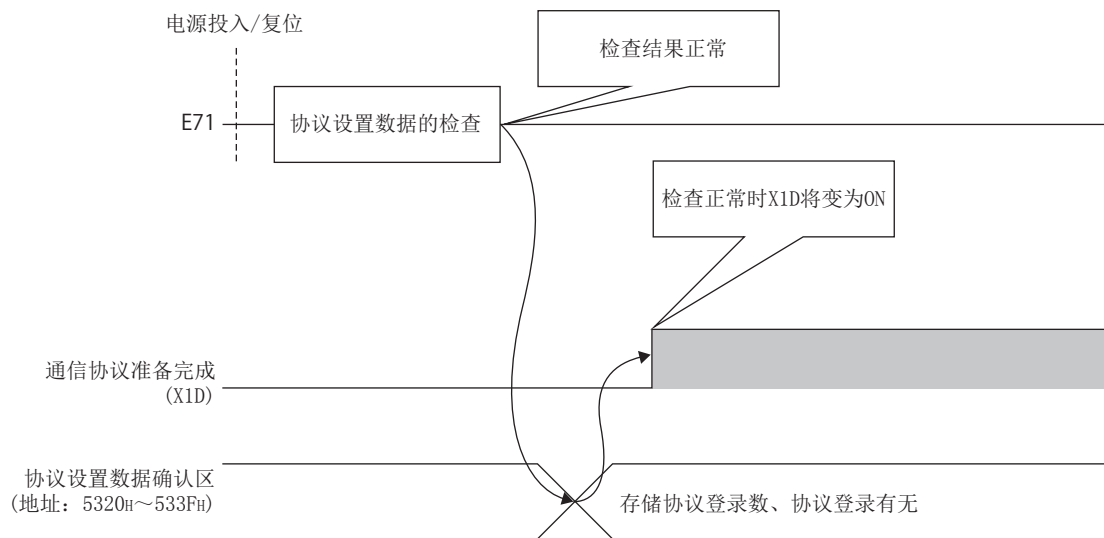 电源投入/复位
检查结果正常
E71
协议设置数据的检查
检查正常时X1D将变为ON
通信协议准备完成
(X1D)
协议设置数据确认区
(地址：5320H～533FH)
存储协议登录数、协议登录有无